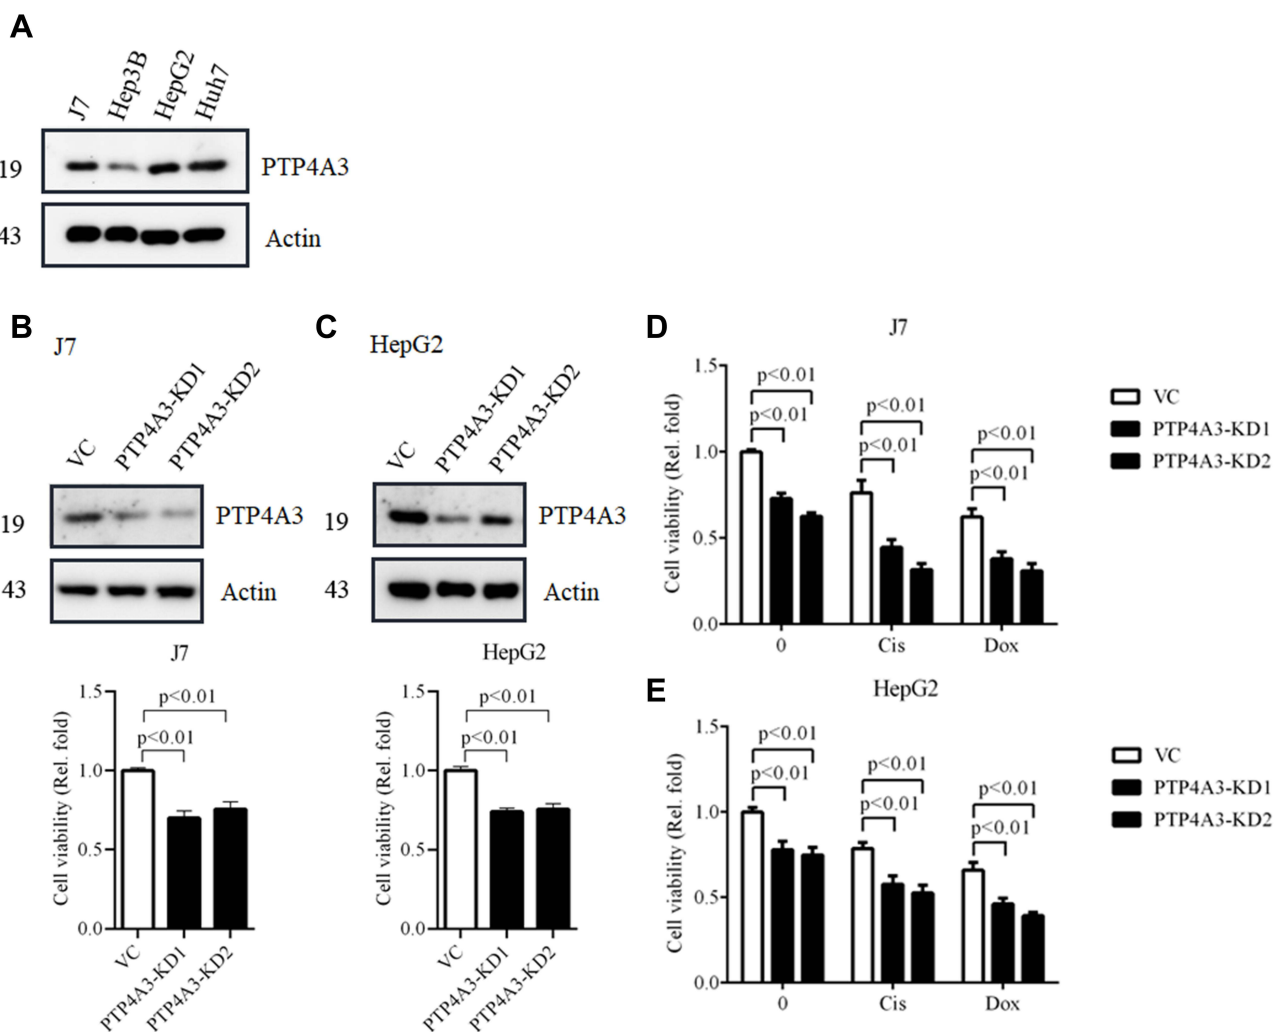 A
J7 Hep3B HepG2 Huh7
19 PTP4A3
43 Actin
B
J7
VC PTP4A3-KD1 PTP4A3-KD2
19 PTP4A3
43 Actin
J7
Cell viability (Rel. fold)
1.5
1.0
0.5
0.0
p<0.01
p<0.01
VC PTP4A3-KD1 PTP4A3-KD2
C
HepG2
VC PTP4A3-KD1 PTP4A3-KD2
19 PTP4A3
43 Actin
HepG2
Cell viability (Rel. fold)
1.5
1.0
0.5
0.0
p<0.01
p<0.01
VC PTP4A3-KD1 PTP4A3-KD2
D
J7
Cell viability (Rel. fold)
1.5
1.0
0.5
0.0
p<0.01
p<0.01
p<0.01
p<0.01
p<0.01
p<0.01
0 Cis Dox
VC
PTP4A3-KD1
PTP4A3-KD2
E
HepG2
Cell viability (Rel. fold)
1.5
1.0
0.5
0.0
p<0.01
p<0.01
p<0.01
p<0.01
p<0.01
p<0.01
0 Cis Dox
VC
PTP4A3-KD1
PTP4A3-KD2